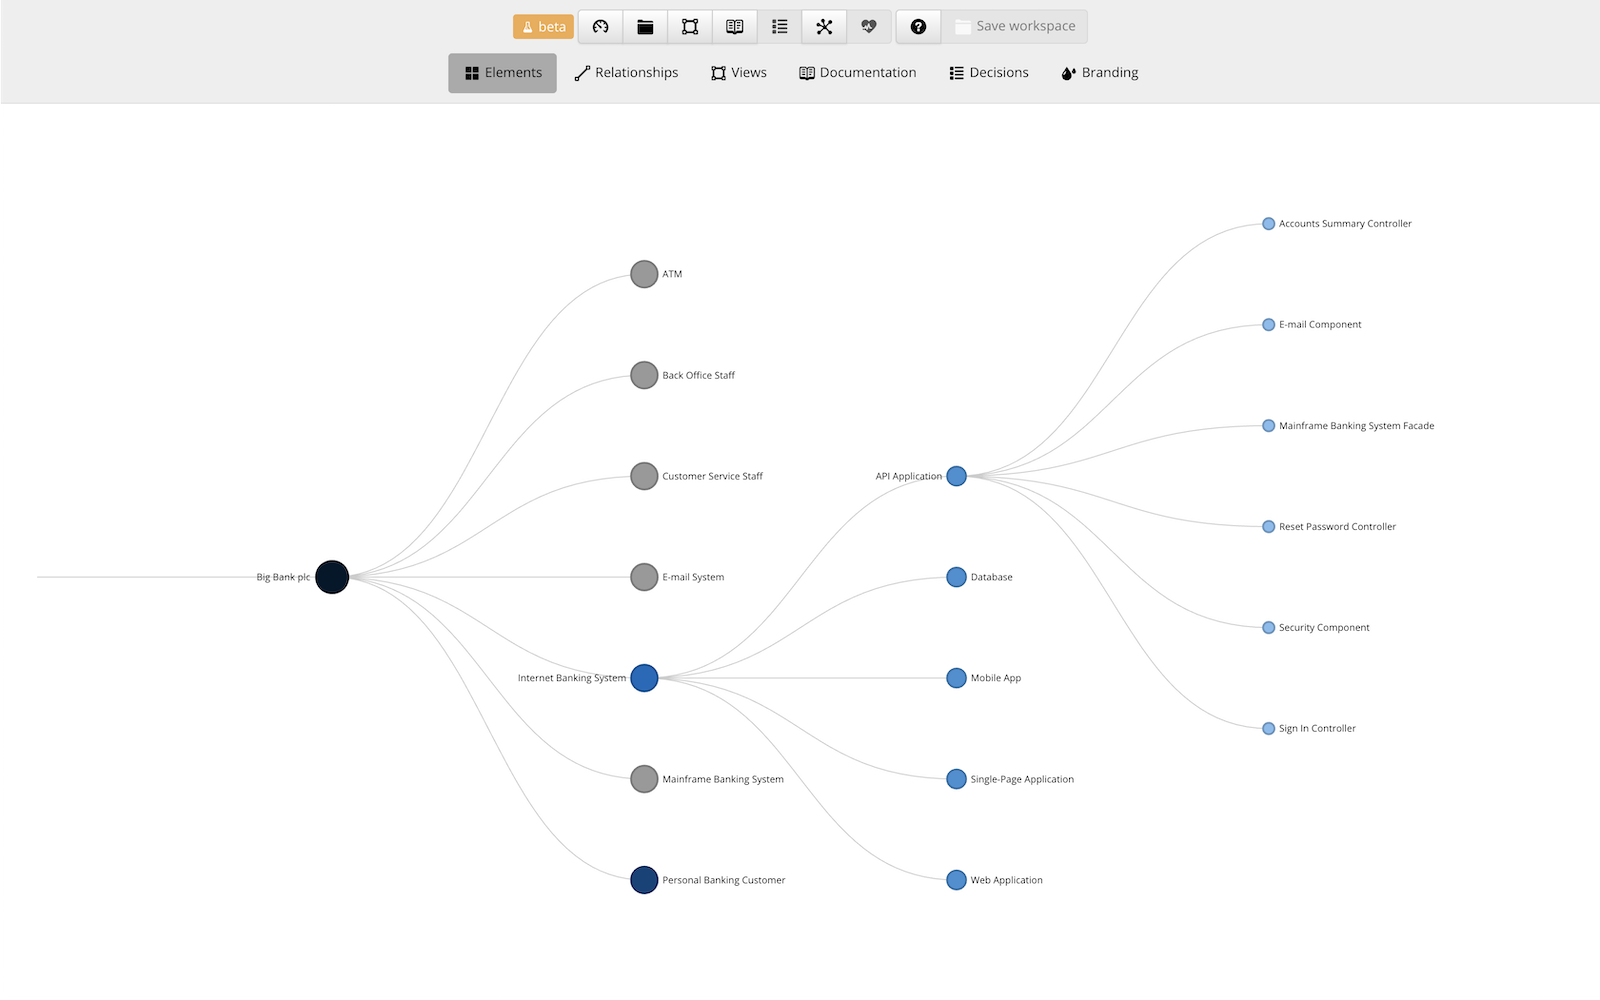 beta
Save workspace
Elements
Relationships
Views
Documentation
Decisions
Branding
Accounts Summary Controller
ATM
E-mail Component
Back Office Staff
Mainframe Banking System Facade
Customer Service Staff
API Application
Reset Password Controller
Big Bank plc
E-mail System
Database
Security Component
Internet Banking System
Mobile App
Sign In Controller
Mainframe Banking System
Single-Page Application
Personal Banking Customer
Web Application